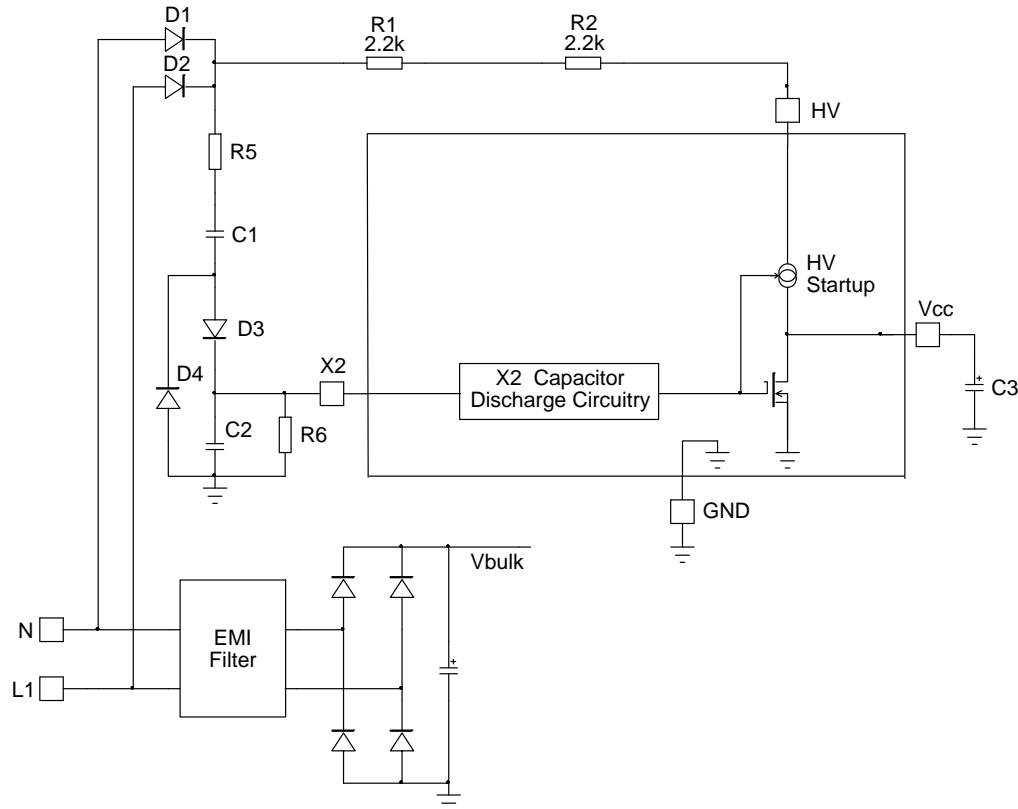 D1
R1
2.2k
R2
2.2k
D2
HV
R5
C1
HV
Startup
Vcc
D3
X2
D4
X2 Capacitor
Discharge Circuitry
C3
C2
R6
GND
Vbulk
N
EMI
Filter
L1
+
+